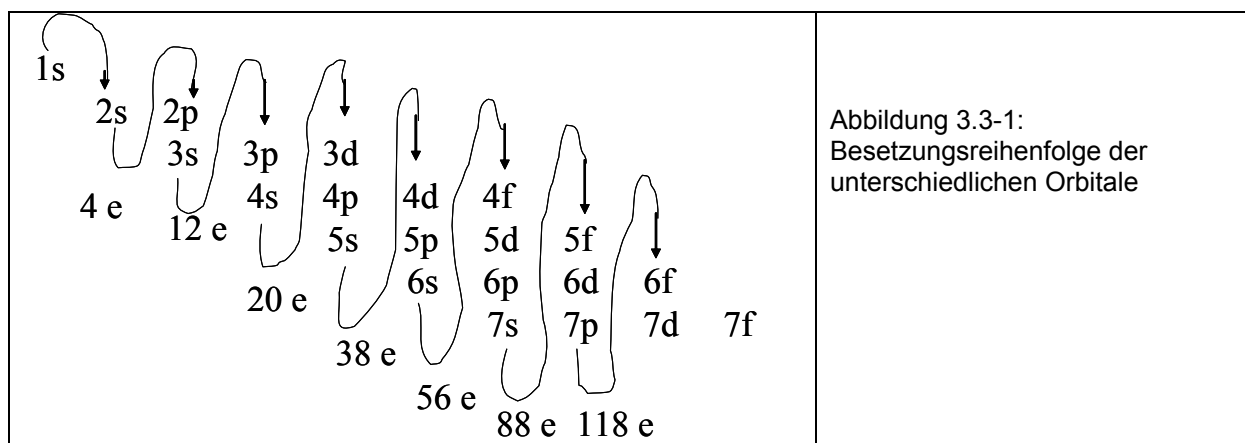 1s
2s 2p
3s 3p 3d
4s 4p 4d 4f
5s 5p 5d 5f
6s 6p 6d 6f
7s 7p 7d 7f
4 e
12 e
20 e
38 e
56 e
88 e
118 e
Abbildung 3.3-1:
Besetzungsreihenfolge der
unterschiedlichen Orbitale